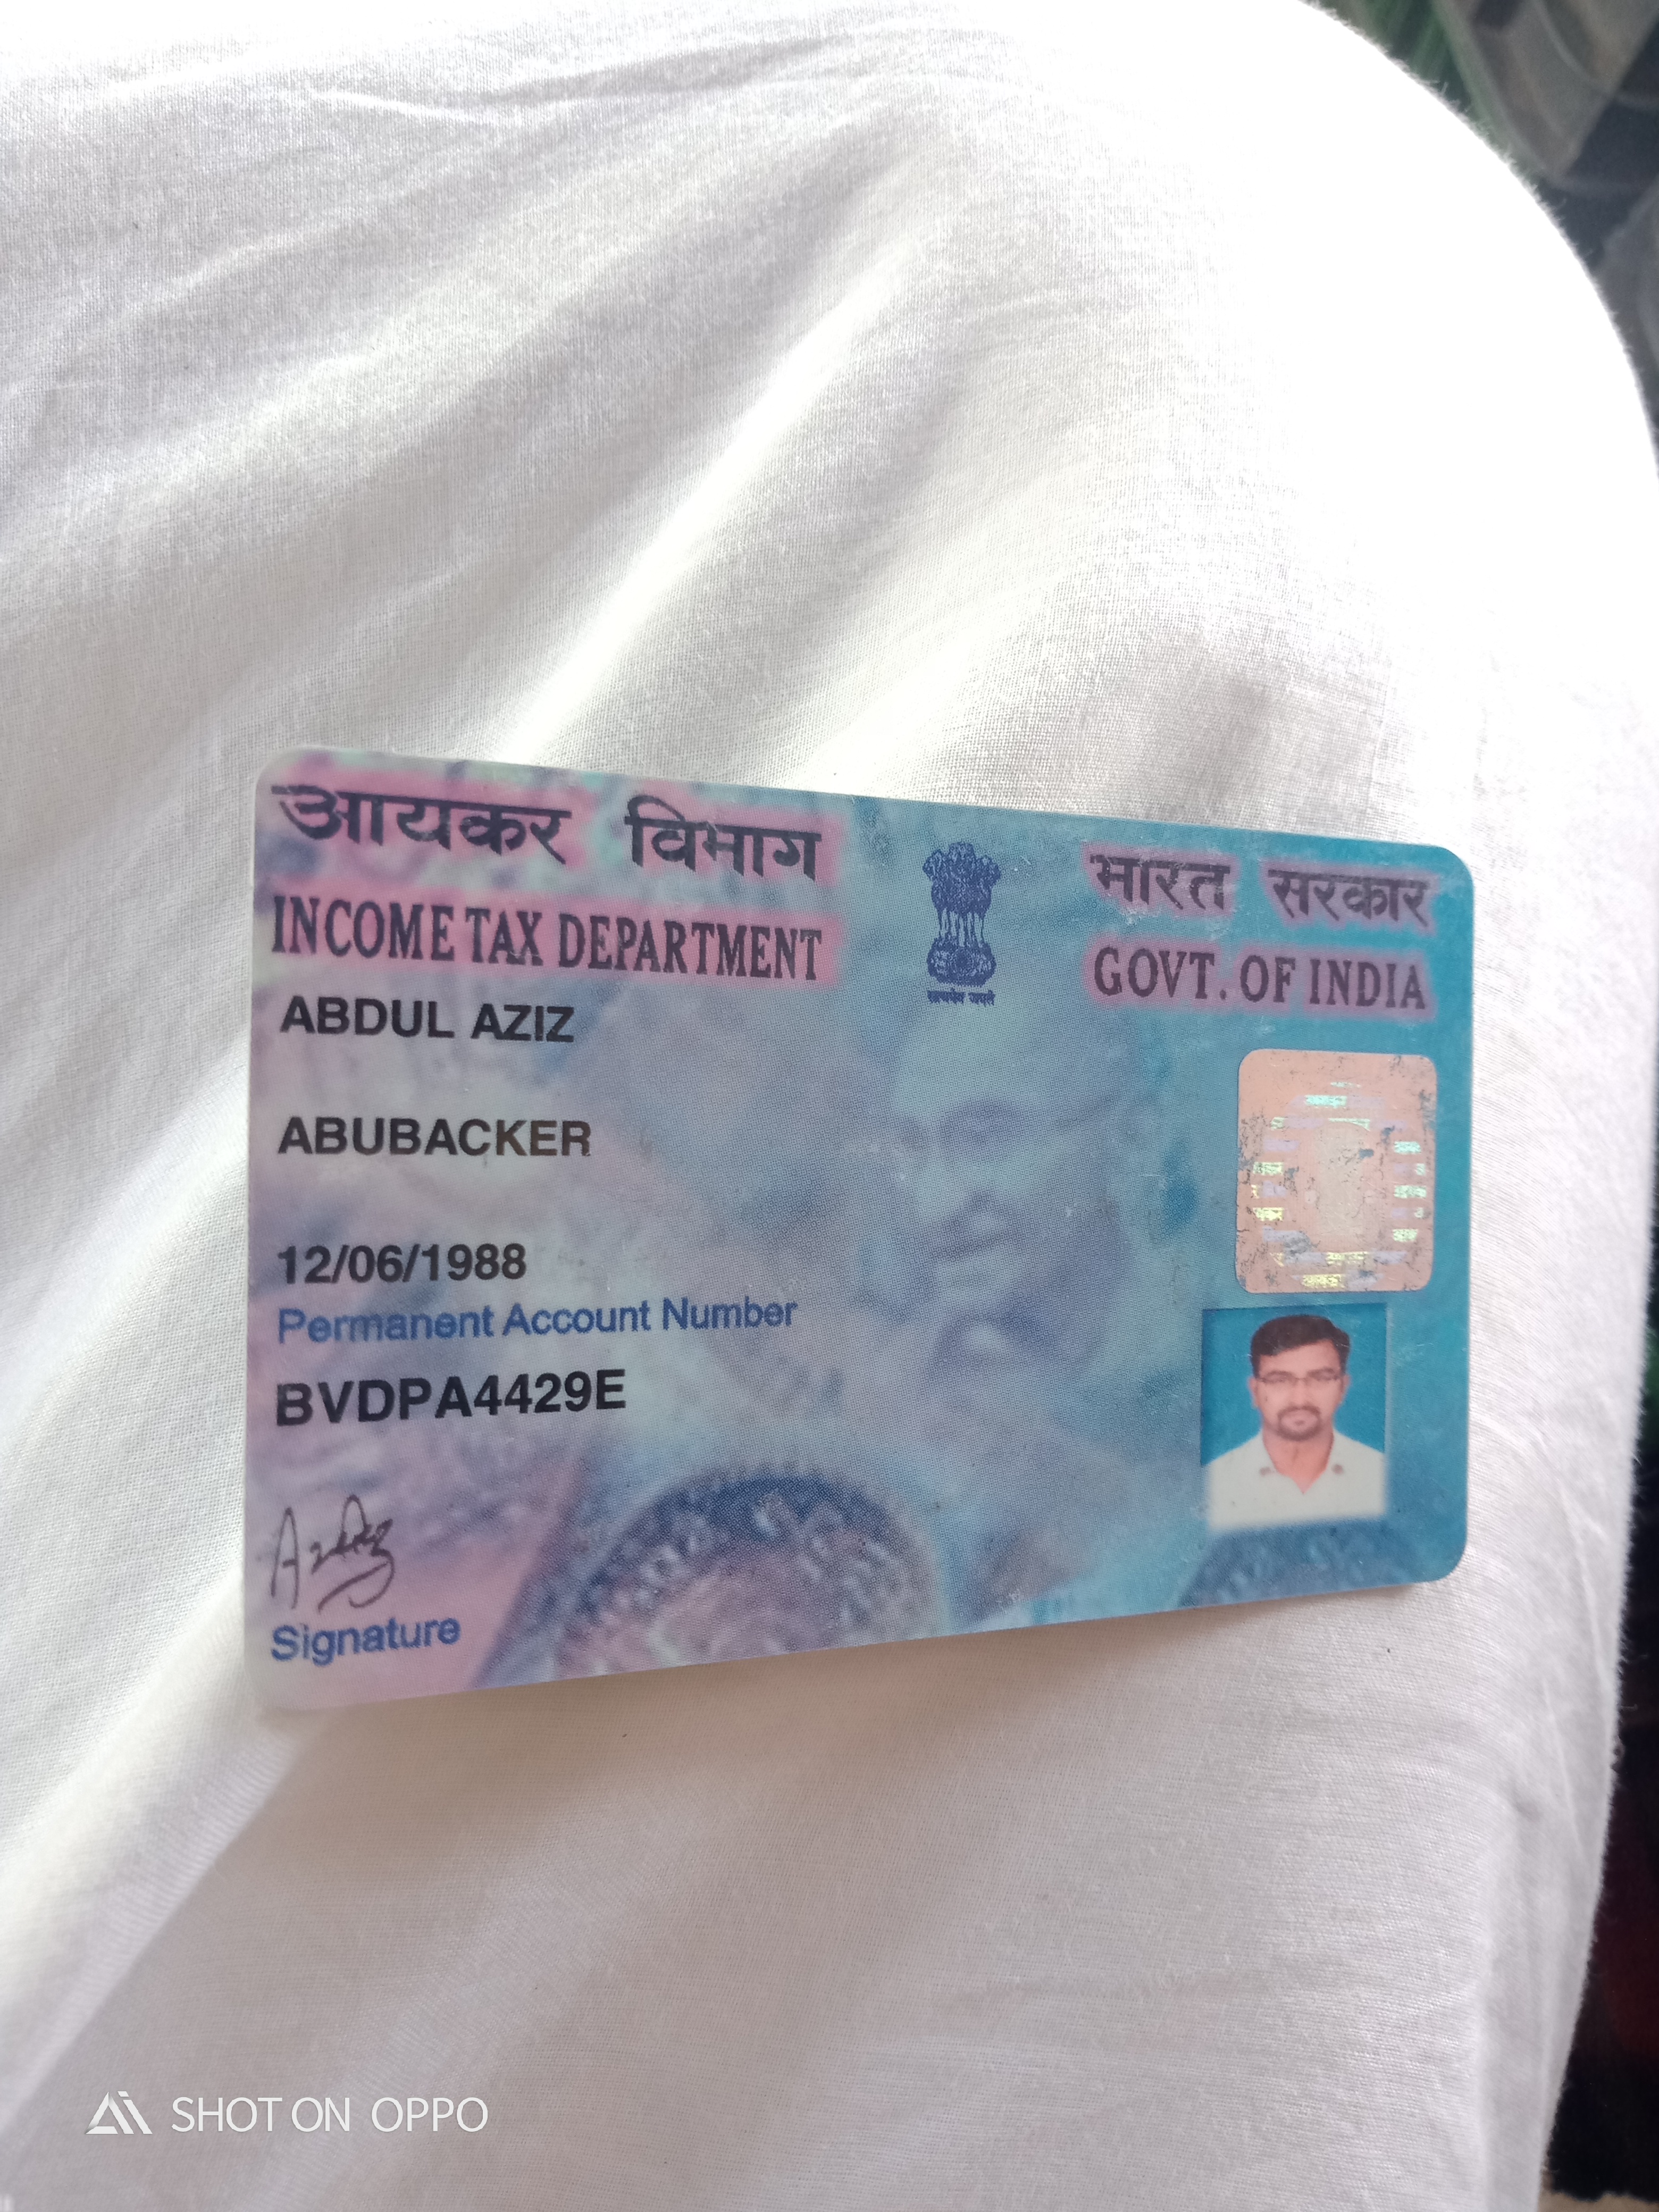 आयकर विभाग
INCOME TAX DEPARTMENT
भारत सरकार
GOVT. OF INDIA
सत्यमेव जयते
ABDUL AZIZ
ABUBACKER
12/06/1988
Permanent Account Number
BVDPA4429E
Signature
SHOT ON OPPO